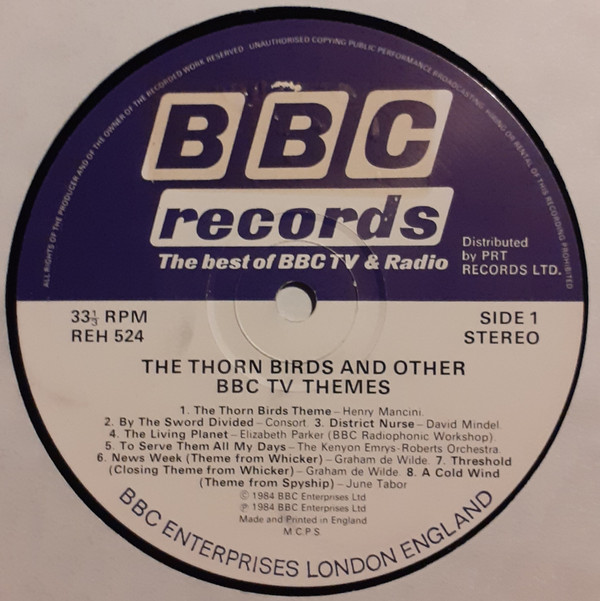 ALL RIGHTS OF THE PRODUCER AND OF THE OWNER OF THE RECORDED WORK RESERVED · UNAUTHORISED COPYING PUBLIC PERFORMANCE BROADCASTING HIRING OR RENTAL OF THIS RECORDING PROHIBITED
BBC
records
The best of BBC TV & Radio
Distributed
by PRT
RECORDS LTD.
33⅓ RPM
REH 524
SIDE 1
STEREO
THE THORN BIRDS AND OTHER
BBC TV THEMES
1. The Thorn Birds Theme – Henry Mancini.
2. By The Sword Divided – Consort. 3. District Nurse – David Mindel.
4. The Living Planet – Elizabeth Parker (BBC Radiophonic Workshop).
5. To Serve Them All My Days – The Kenyon Emrys-Roberts Orchestra.
6. News Week (Theme from Whicker) – Graham de Wilde. 7. Threshold
(Closing Theme from Whicker) – Graham de Wilde. 8. A Cold Wind
(Theme from Spyship) – June Tabor
© 1984 BBC Enterprises Ltd
℗ 1984 BBC Enterprises Ltd
Made and Printed in England
M.C.P.S.
BBC ENTERPRISES LONDON ENGLAND